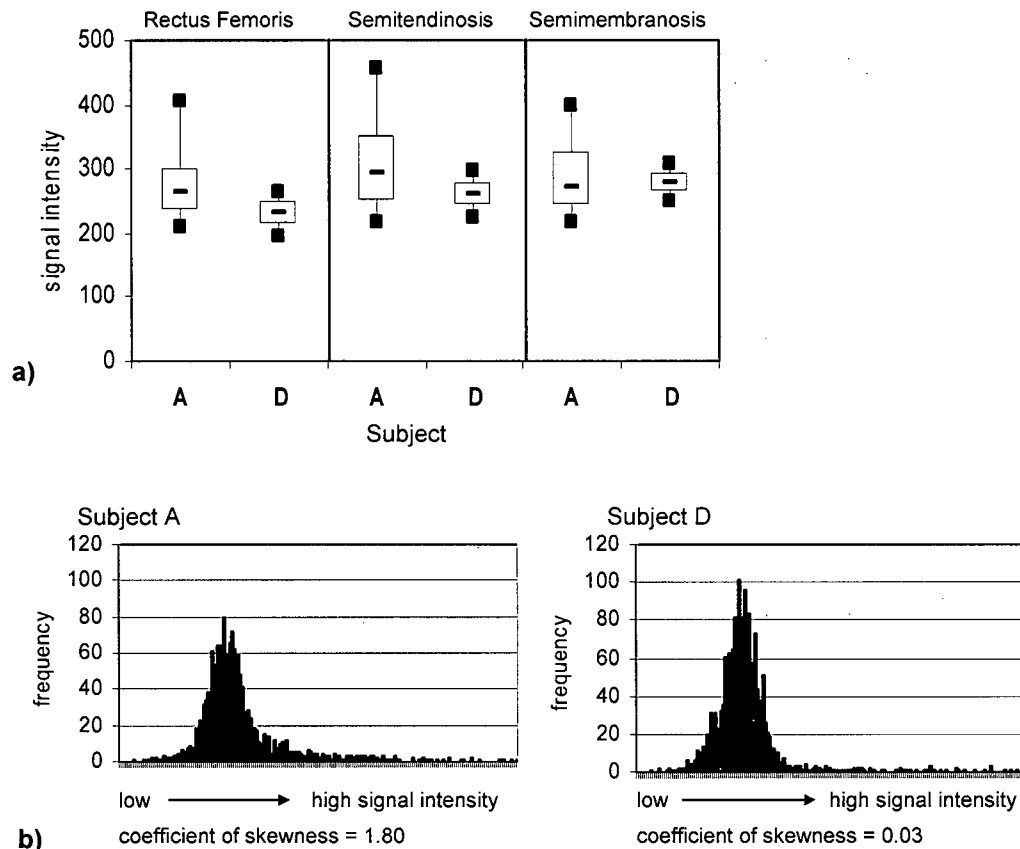 Rectus Femoris Semitendinosis Semimembranosis
500
400
300
200
100
0
signal intensity
a)
A D A D A D
Subject
Subject A
120
100
80
60
40
20
0
frequency
low high signal intensity
coefficient of skewness = 1.80
Subject D
120
100
80
60
40
20
0
frequency
low high signal intensity
coefficient of skewness = 0.03
b)